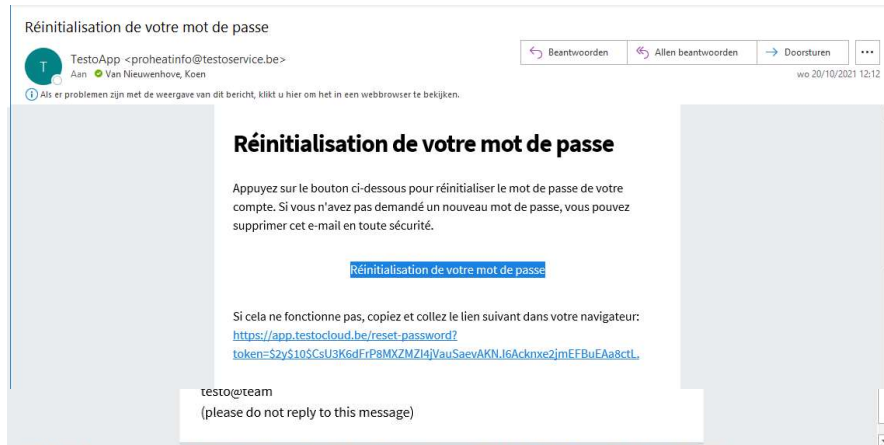 Réinitialisation de votre mot de passe
T
TestoApp <proheatinfo@testoservice.be>
Aan Van Nieuwenhove, Koen
Beantwoorden
Allen beantwoorden
Doorsturen
...
wo 20/10/2021 12:12
Als er problemen zijn met de weergave van dit bericht, klikt u hier om het in een webbrowser te bekijken.
Réinitialisation de votre mot de passe
Appuyez sur le bouton ci-dessous pour réinitialiser le mot de passe de votre
compte. Si vous n'avez pas demandé un nouveau mot de passe, vous pouvez
supprimer cet e-mail en toute sécurité.
Réinitialisation de votre mot de passe
Si cela ne fonctionne pas, copiez et collez le lien suivant dans votre navigateur:
https://app.testocloud.be/reset-password?
token=$2y$10$CsU3K6dFrP8MXZMZI4jVauSaevAKN.I6Acknxe2jmEFBuEAa8ctL.
testo@team
(please do not reply to this message)